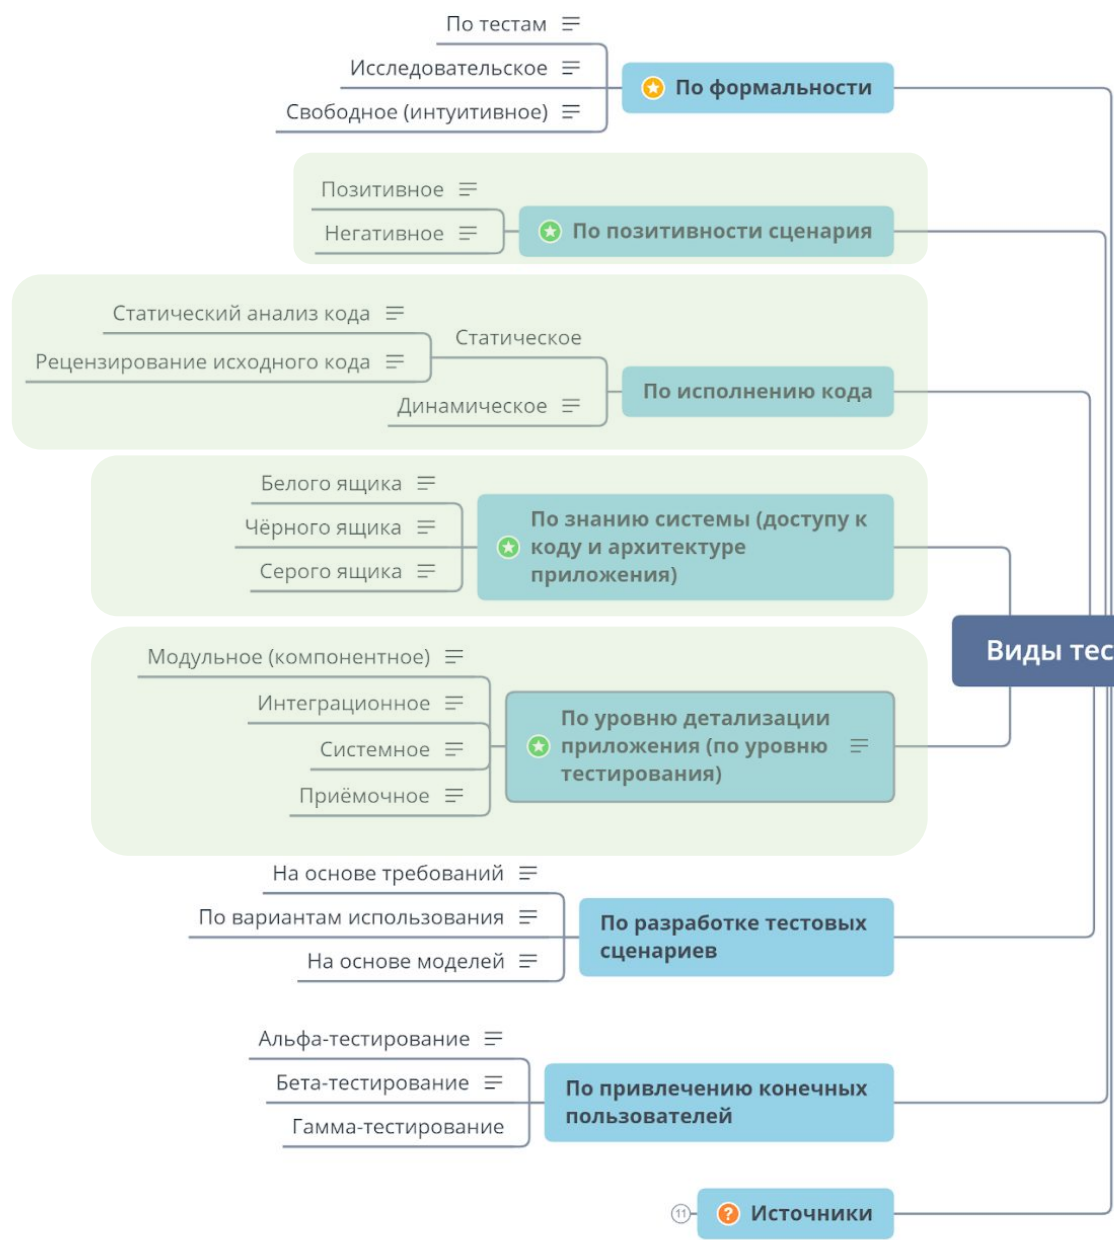 По тестам
Исследовательское
Свободное (интуитивное)
По формальности
Позитивное
Негативное
По позитивности сценария
Статический анализ кода
Рецензирование исходного кода
Статическое
Динамическое
По исполнению кода
Белого ящика
Чёрного ящика
Серого ящика
По знанию системы (доступу к
коду и архитектуре
приложения)
Виды тес
Модульное (компонентное)
Интеграционное
Системное
Приёмочное
По уровню детализации
приложения (по уровню
тестирования)
На основе требований
По вариантам использования
На основе моделей
По разработке тестовых
сценариев
Альфа-тестирование
Бета-тестирование
Гамма-тестирование
По привлечению конечных
пользователей
11
?
Источники